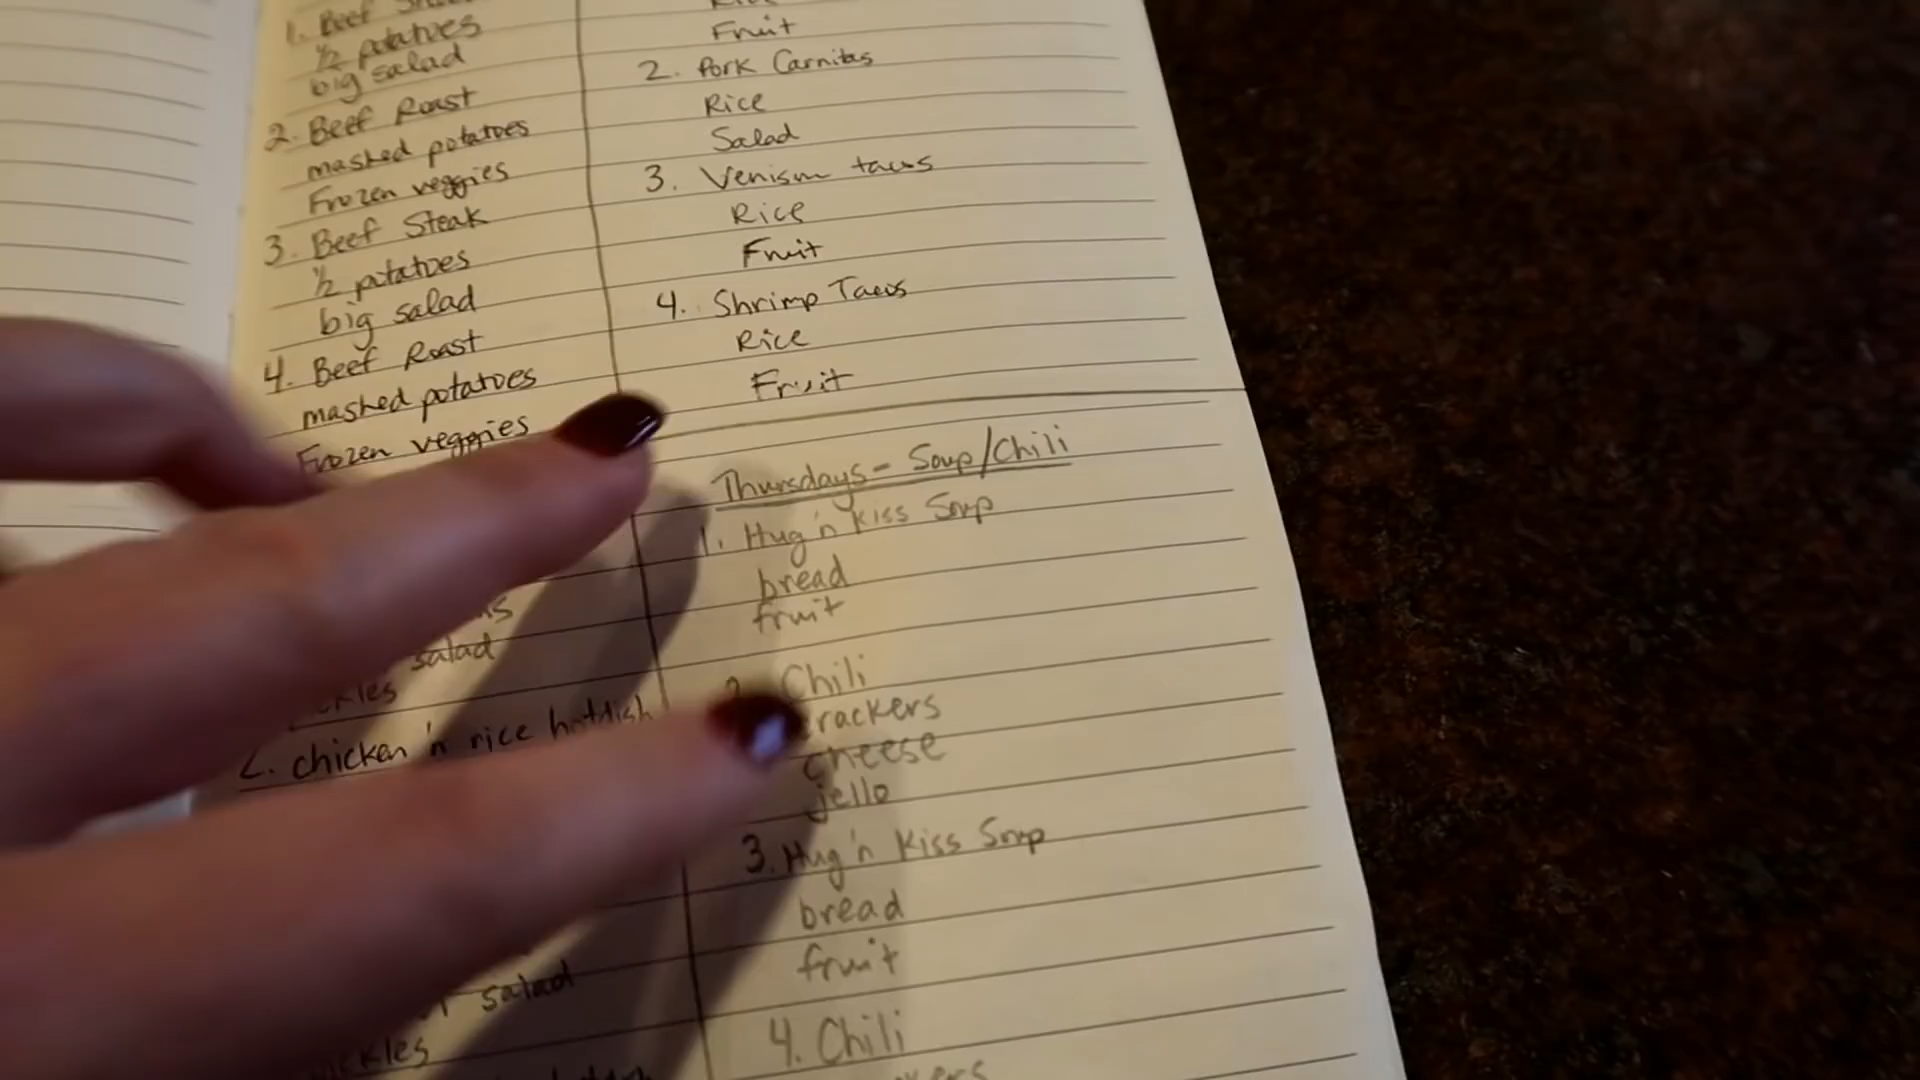 1. Beef
1/2 potatoes
big salad
2. Beef Roast
mashed potatoes
Frozen veggies
3. Beef Steak
1/2 potatoes
big salad
4. Beef Roast
mashed potatoes
Frozen veggies
Fruit
2. Pork Carnitas
Rice
Salad
3. Venison tacos
Rice
Fruit
4. Shrimp Tacos
Rice
Fruit
salad
2. chicken 'n rice hotdish
salad
Thursdays - Soup/Chili
1. Hug 'n Kiss Soup
bread
fruit
2. Chili
crackers
cheese
jello
3. Hug 'n Kiss Soup
bread
fruit
4. Chili